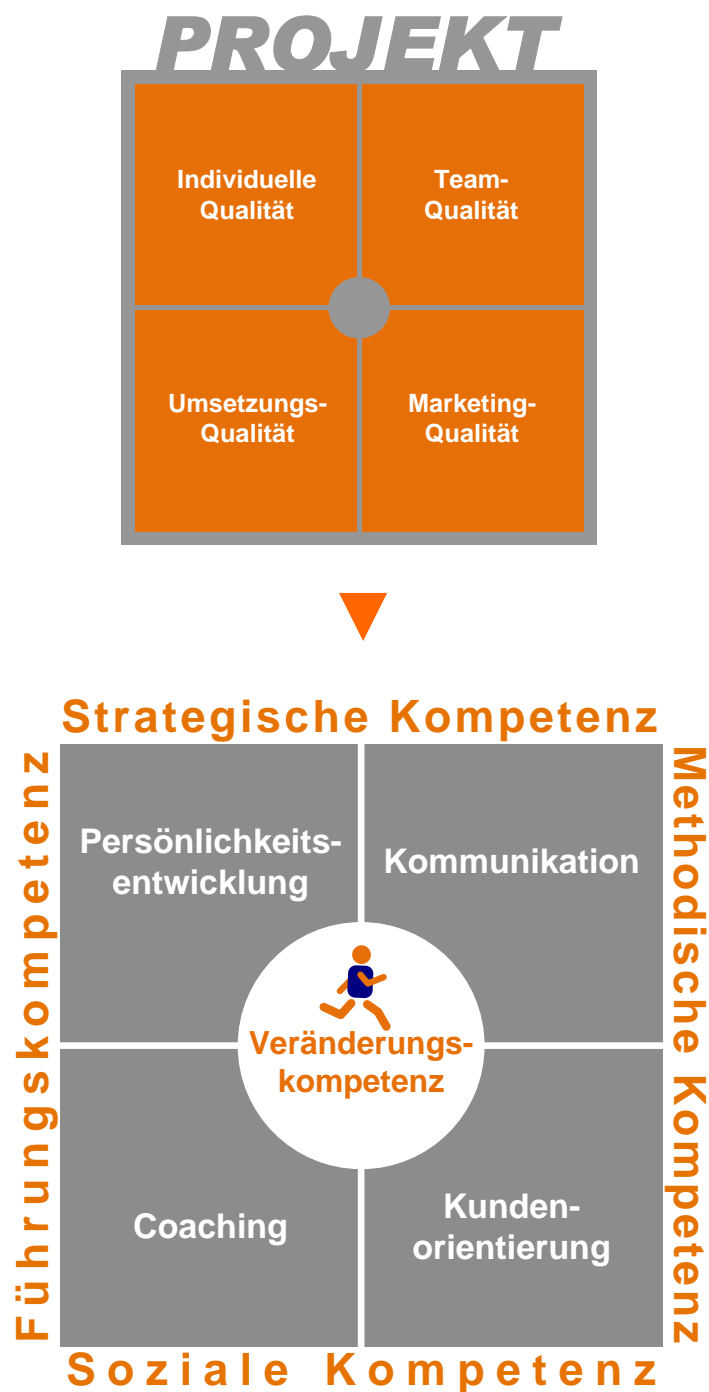 PROJEKT
Individuelle
Qualität
Team-
Qualität
Umsetzungs-
Qualität
Marketing-
Qualität
Strategische Kompetenz
Führungskompetenz
Methodische Kompetenz
Persönlichkeits-
entwicklung
Kommunikation
Veränderungs-
kompetenz
Coaching
Kunden-
orientierung
Soziale Kompetenz